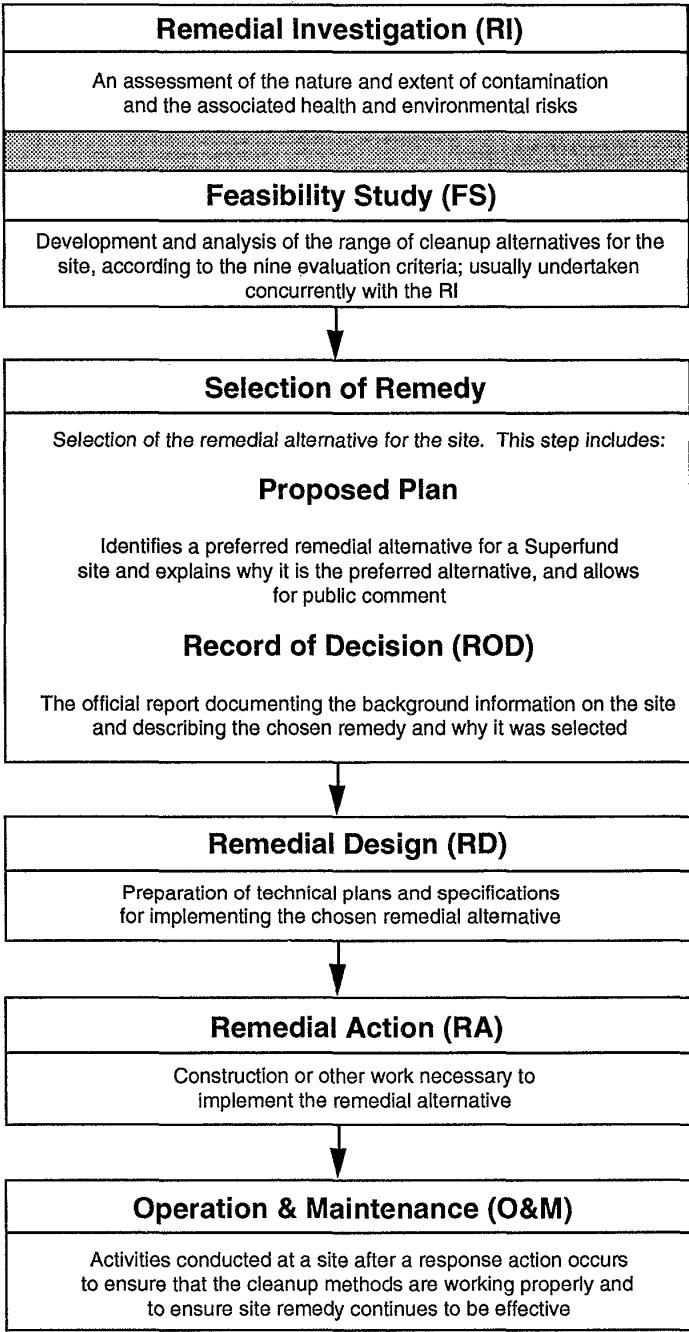 Remedial Investigation (RI)
An assessment of the nature and extent of contamination
and the associated health and environmental risks
Feasibility Study (FS)
Development and analysis of the range of cleanup alternatives for the
site, according to the nine evaluation criteria; usually undertaken
concurrently with the RI
Selection of Remedy
Selection of the remedial alternative for the site. This step includes:
Proposed Plan
Identifies a preferred remedial alternative for a Superfund
site and explains why it is the preferred alternative, and allows
for public comment
Record of Decision (ROD)
The official report documenting the background information on the site
and describing the chosen remedy and why it was selected
Remedial Design (RD)
Preparation of technical plans and specifications
for implementing the chosen remedial alternative
Remedial Action (RA)
Construction or other work necessary to
implement the remedial alternative
Operation & Maintenance (O&M)
Activities conducted at a site after a response action occurs
to ensure that the cleanup methods are working properly and
to ensure site remedy continues to be effective